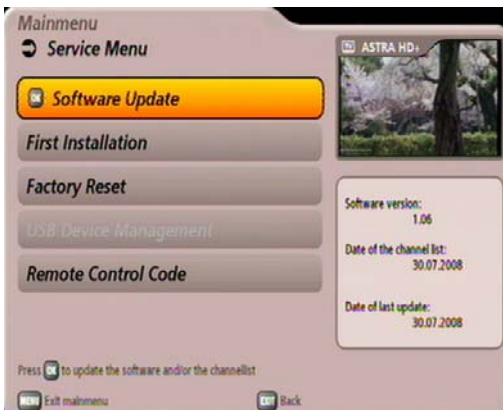 Mainmenu
Service Menu
OK Software Update
First Installation
Factory Reset
USB Device Management
Remote Control Code
TV ASTRA HD+
Software version:
1.06
Date of the channel list:
30.07.2008
Date of last update:
30.07.2008
Press OK to update the software and/or the channellist
MENU Exit mainmenu
EXIT Back